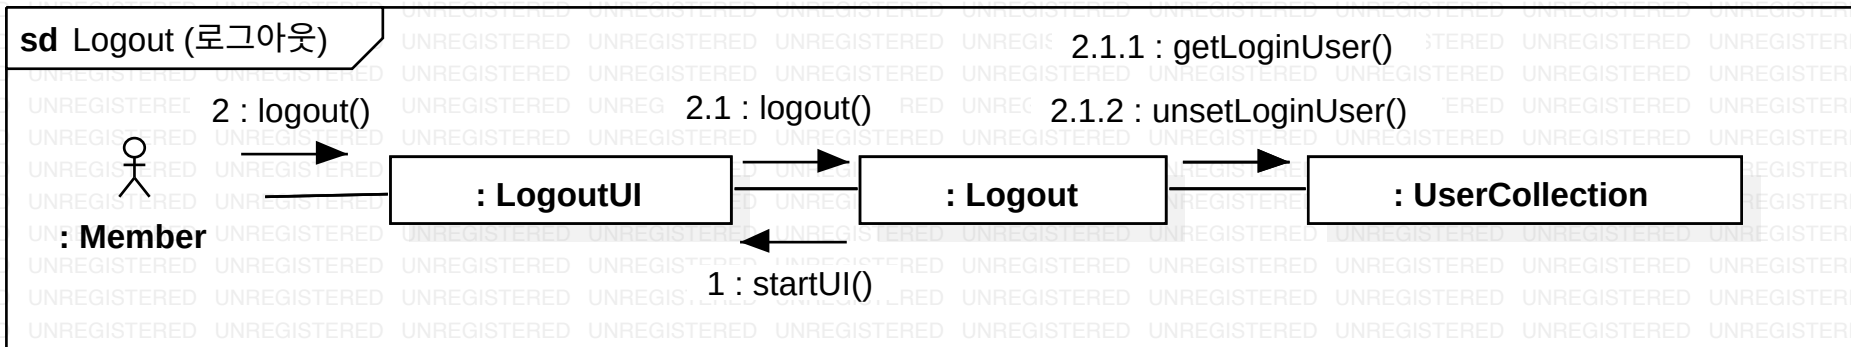 sd Logout (로그아웃)
2.1.1 : getLoginUser()
2 : logout()
2.1 : logout()
2.1.2 : unsetLoginUser()
: LogoutUI
: Logout
: UserCollection
: Member
1 : startUI()
UNREGISTERED